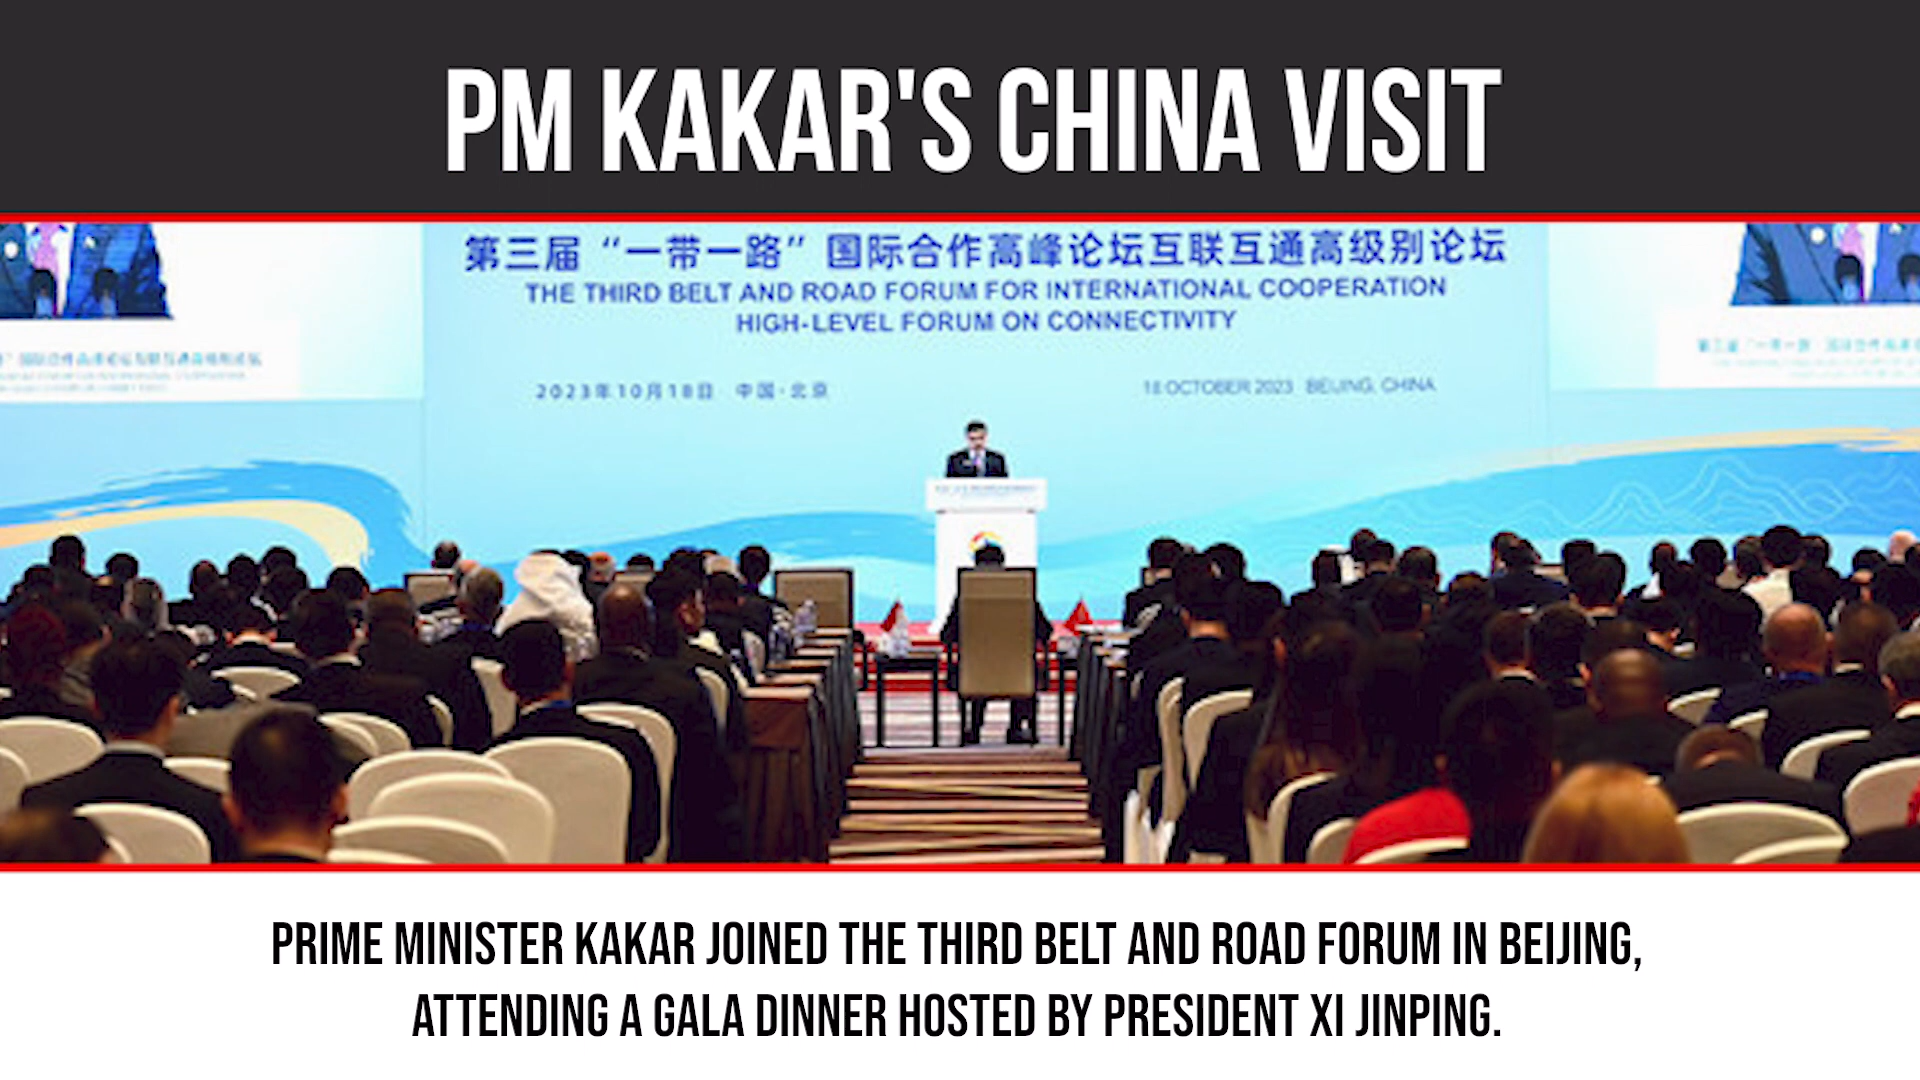 PM KAKAR'S CHINA VISIT
第三届“一带一路”国际合作高峰论坛互联互通高级别论坛
THE THIRD BELT AND ROAD FORUM FOR INTERNATIONAL COOPERATION
HIGH-LEVEL FORUM ON CONNECTIVITY
2023年10月18日 中国·北京
18 OCTOBER 2023 BEIJING, CHINA
PRIME MINISTER KAKAR JOINED THE THIRD BELT AND ROAD FORUM IN BEIJING,
ATTENDING A GALA DINNER HOSTED BY PRESIDENT XI JINPING.